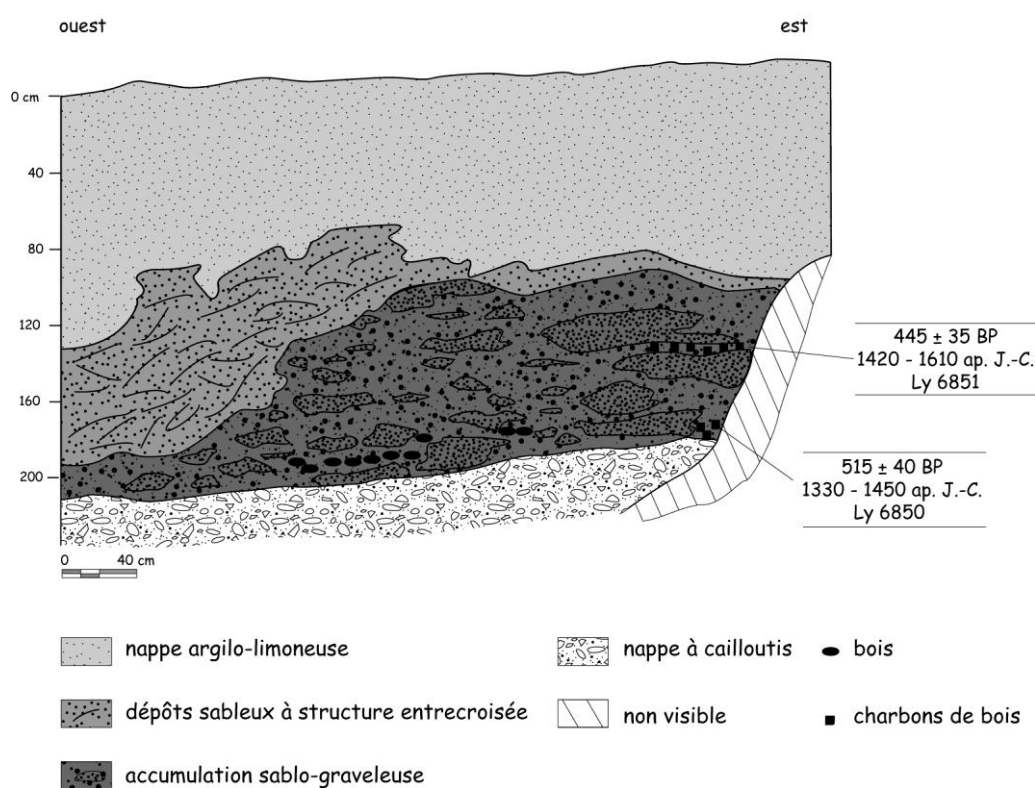 ouest est
0 cm
40
80
120
160
200
445 ± 35 BP
1420 - 1610 ap. J.-C.
Ly 6851
515 ± 40 BP
1330 - 1450 ap. J.-C.
Ly 6850
0 40 cm
nappe argilo-limoneuse
nappe à cailloutis
bois
dépôts sableux à structure entrecroisée
non visible
charbons de bois
accumulation sablo-graveleuse